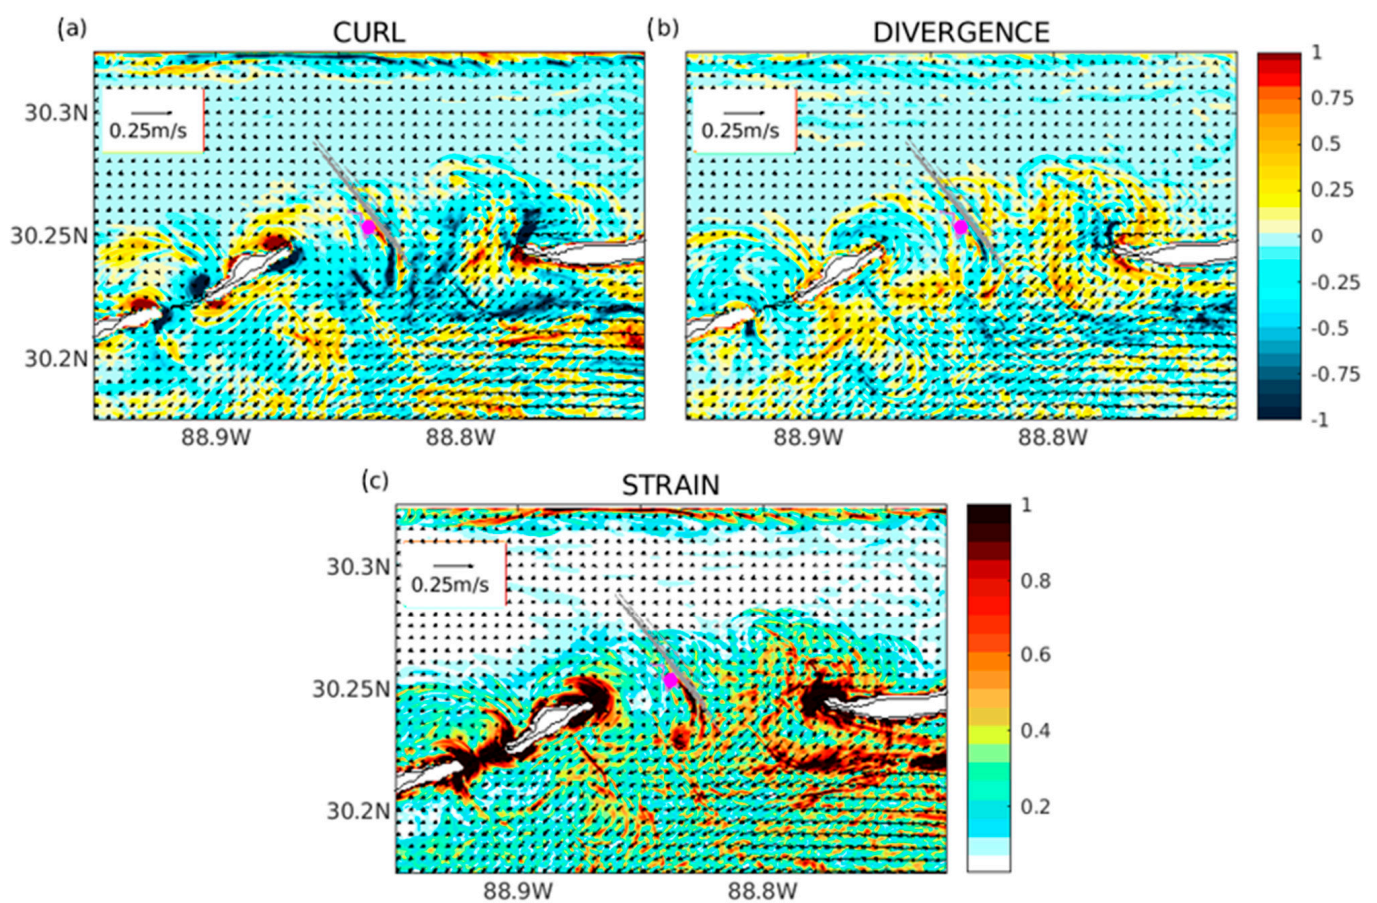 (a) CURL
(b) DIVERGENCE
0.25m/s
0.25m/s
30.3N
30.25N
30.2N
88.9W 88.8W
88.9W 88.8W
1
0.75
0.5
0.25
0
-0.25
-0.5
-0.75
-1
(c) STRAIN
0.25m/s
30.3N
30.25N
30.2N
88.9W 88.8W
1
0.8
0.6
0.4
0.2